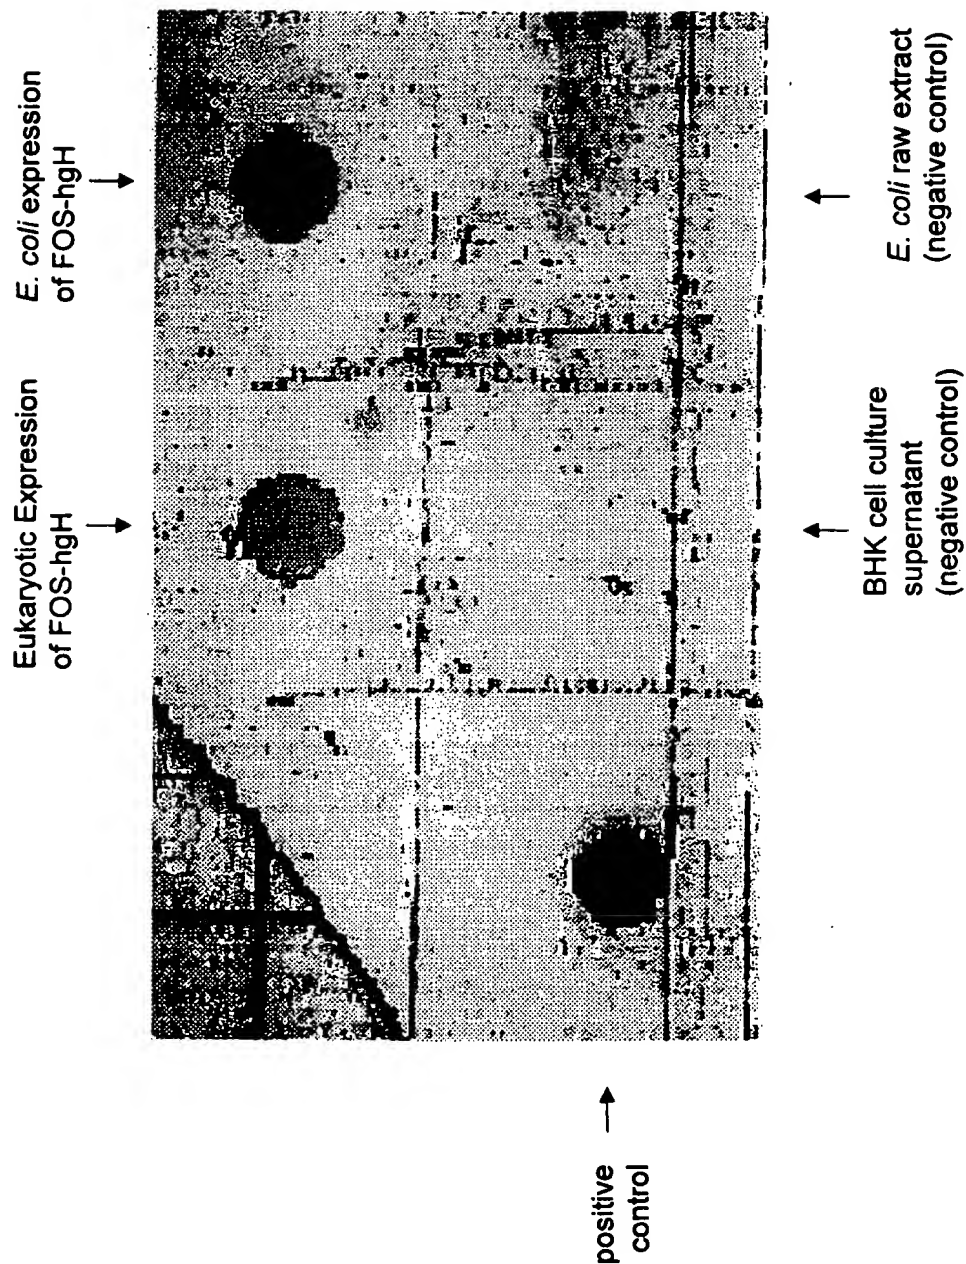 Eukaryotic Expression
of FOS-hgH
E. coli expression
of FOS-hgH
positive
control
BHK cell culture
supernatant
(negative control)
E. coli raw extract
(negative control)